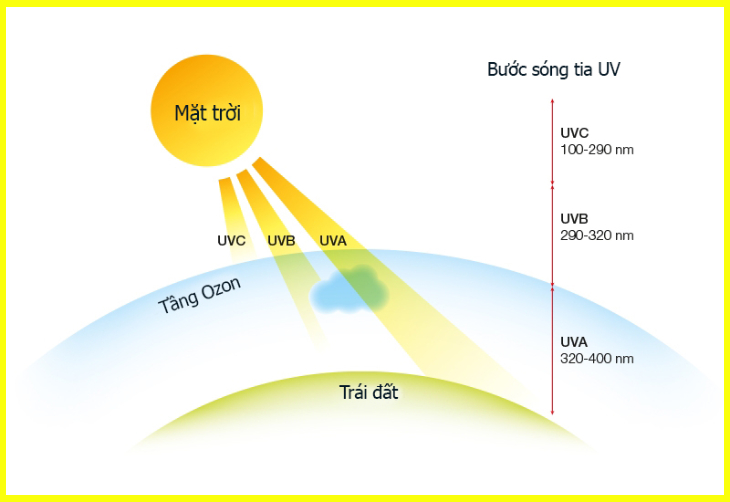 Bước sóng tia UV
Mặt trời
UVC
100-290 nm
UVB
290-320 nm
UVC
UVB
UVA
Tầng Ozon
UVA
320-400 nm
Trái đất